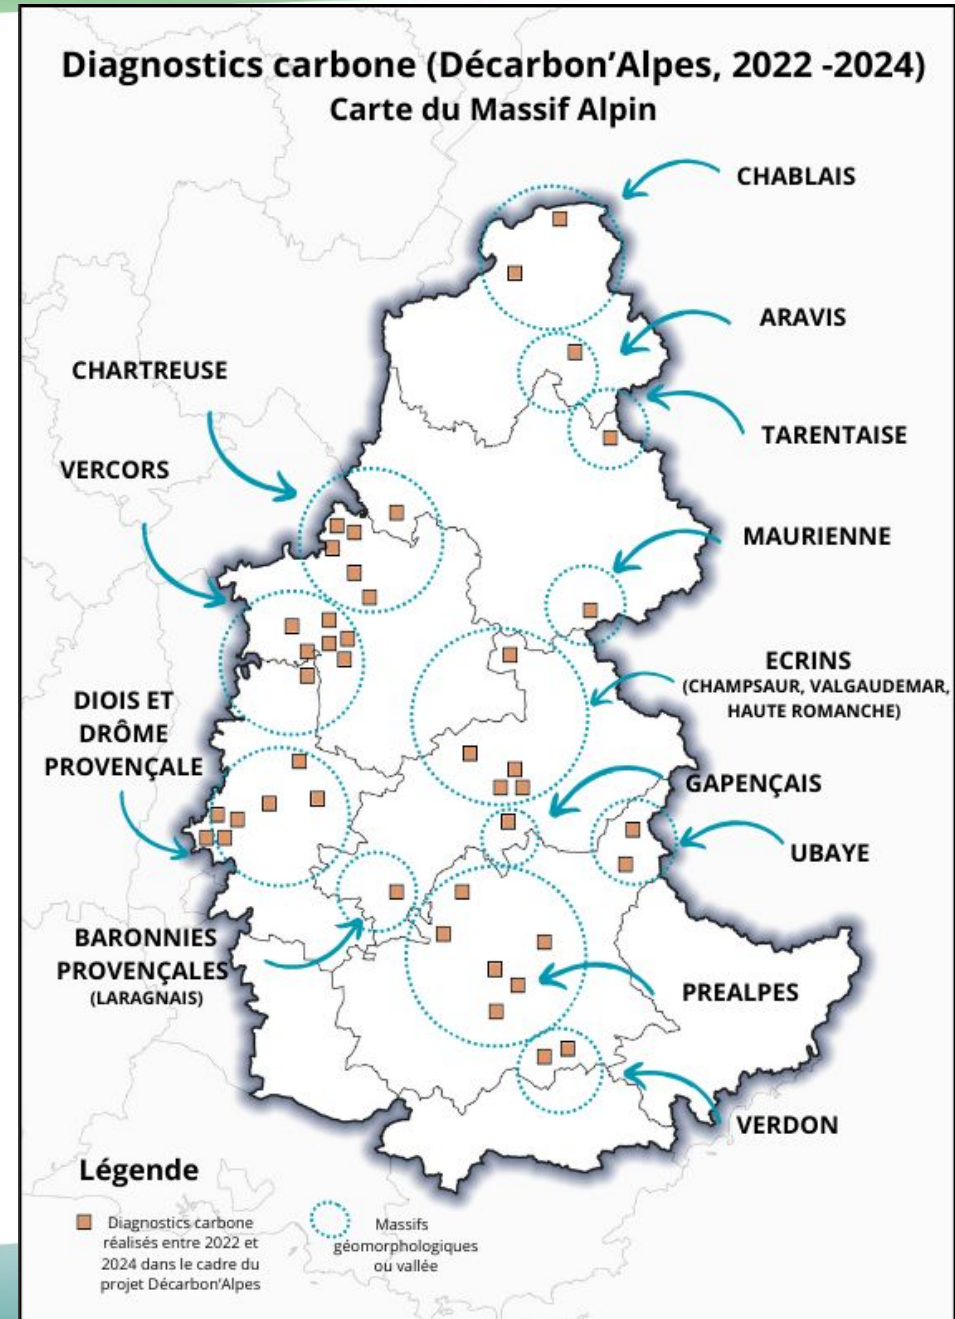 Diagnostics carbone (Décarbon'Alpes, 2022 -2024)
Carte du Massif Alpin
CHABLAIS
ARAVIS
CHARTREUSE
TARENTAISE
VERCORS
MAURIENNE
ECRINS
(CHAMPSAUR, VALGAUDEMAR,
HAUTE ROMANCHE)
DIOIS ET
DRÔME
PROVENÇALE
GAPENÇAIS
UBAYE
BARONNIES
PROVENÇALES
(LARAGNAIS)
PREALPES
VERDON
Légende
Diagnostics carbone
réalisés entre 2022 et
2024 dans le cadre du
projet Décarbon'Alpes
Massifs
géomorphologiques
ou vallée